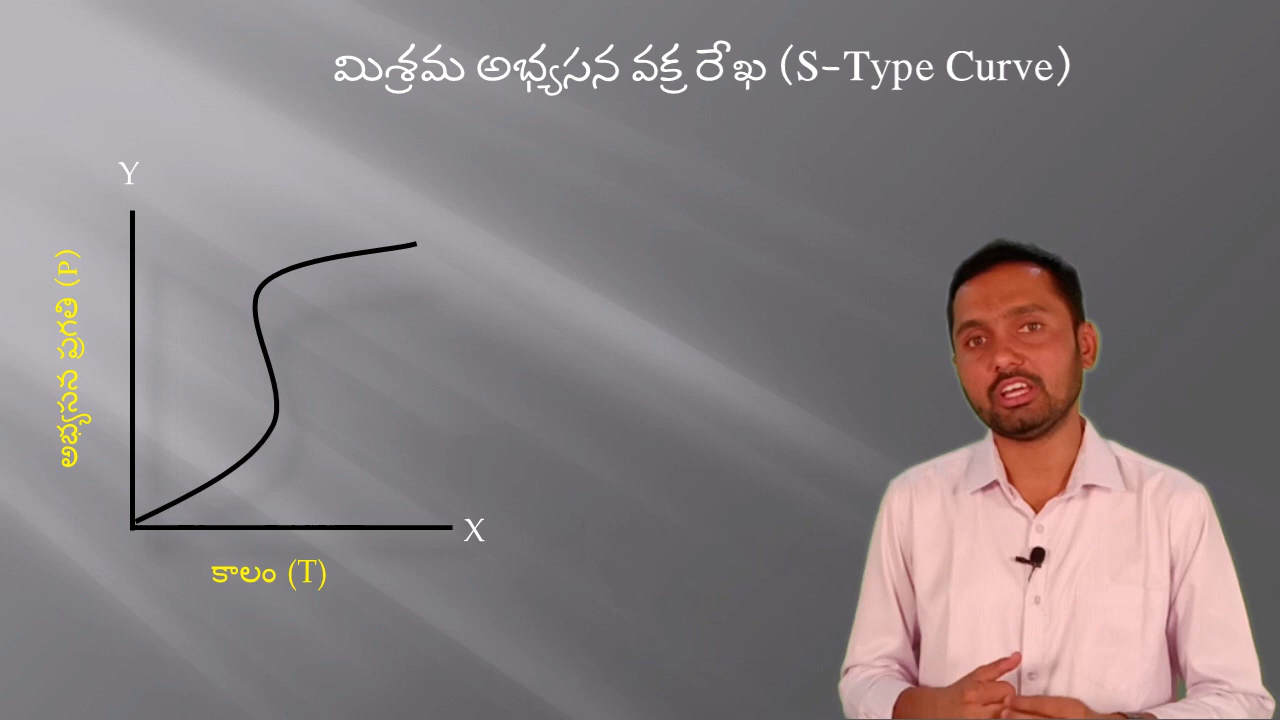 మిశ్రమ అభ్యసన వక్ర రేఖ (S-Type Curve)
Y
అభ్యసన ప్రగతి (P)
X
కాలం (T)